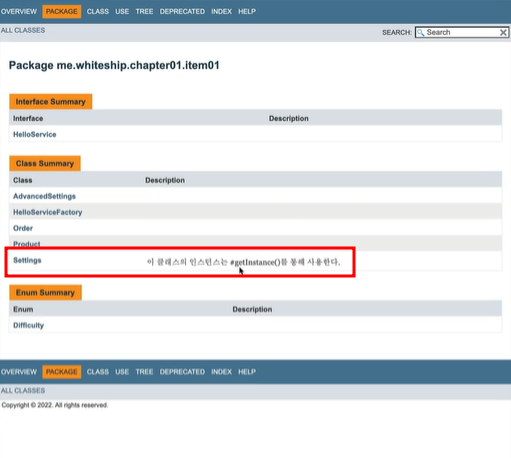 OVERVIEW PACKAGE CLASS USE TREE DEPRECATED INDEX HELP
ALL CLASSES SEARCH: Search
Package me.whiteship.chapter01.item01
Interface Summary
Interface Description
HelloService
Class Summary
Class Description
AdvancedSettings
HelloServiceFactory
Order
Product
Settings 이 클래스의 인스턴스는 #getInstance()를 통해 사용한다.
Enum Summary
Enum Description
Difficulty
OVERVIEW PACKAGE CLASS USE TREE DEPRECATED INDEX HELP
ALL CLASSES
Copyright © 2022. All rights reserved.